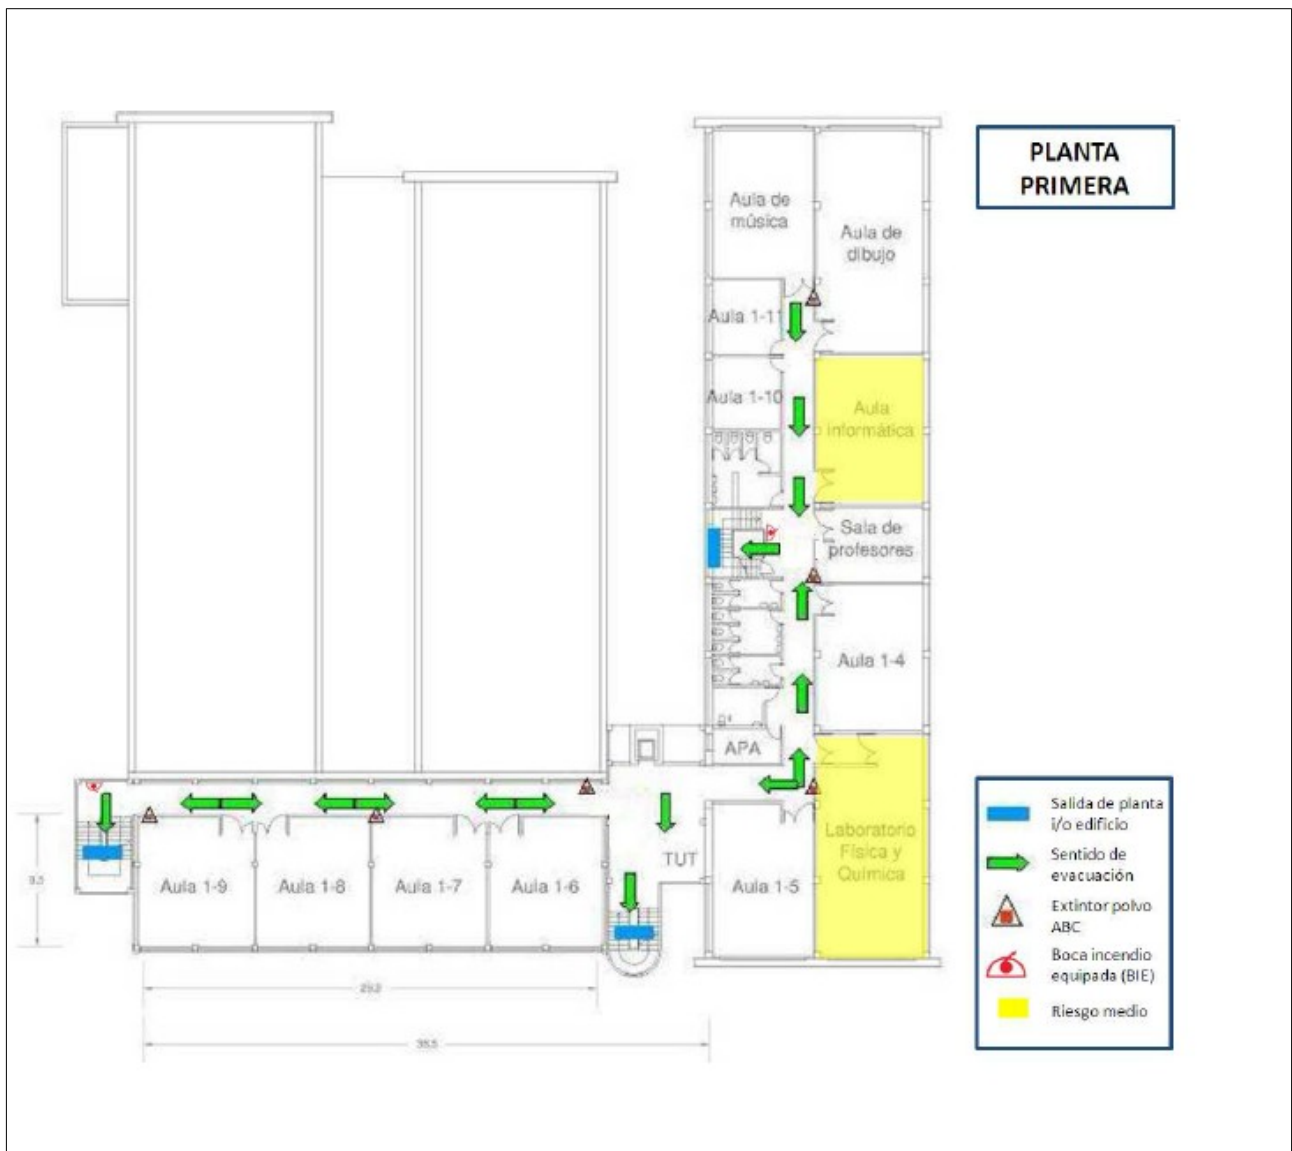 PLANTA
PRIMERA
Aula de
música
Aula de
dibujo
Aula 1-11
Aula 1-10
Aula
informática
Sala de
profesores
Aula 1-4
APA
Laboratorio
Física y
Química
TUT
Aula 1-5
Aula 1-9
Aula 1-8
Aula 1-7
Aula 1-6
9.5
Salida de planta
i/o edificio
Sentido de
evacuación
Extintor polvo
ABC
Boca incendio
equipada (BIE)
Riesgo medio